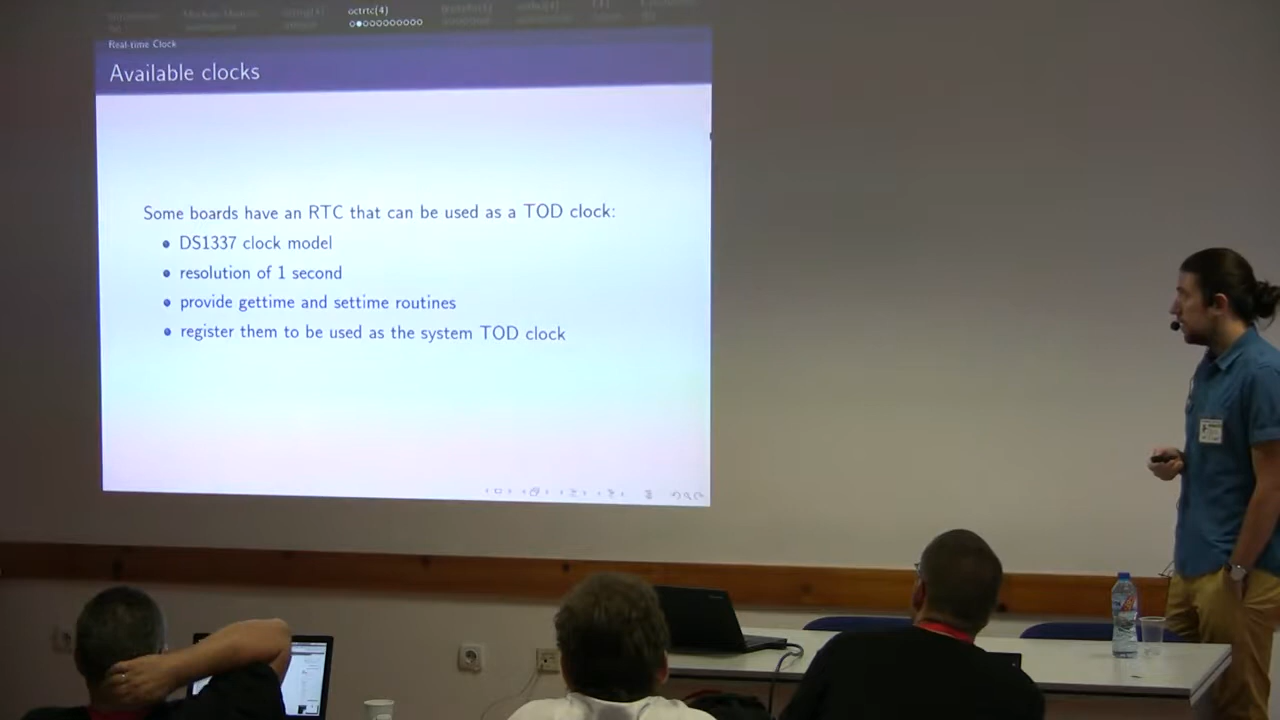 octrtc(4)
Real-time Clock
Available clocks
Some boards have an RTC that can be used as a TOD clock:
DS1337 clock model
resolution of 1 second
provide gettime and settime routines
register them to be used as the system TOD clock